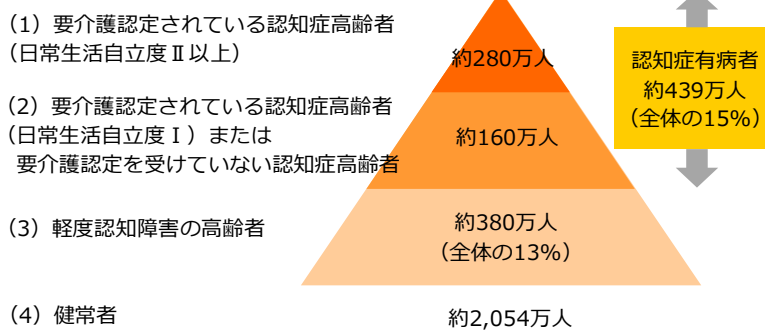 (1)要介護認定されている認知症高齢者
(日常生活自立度Ⅱ以上)
約280万人
認知症有病者
約439万人
(全体の15%)
(2)要介護認定されている認知症高齢者
(日常生活自立度Ⅰ)または
要介護認定を受けていない認知症高齢者
約160万人
(3)軽度認知障害の高齢者
約380万人
(全体の13%)
(4)健常者
約2,054万人